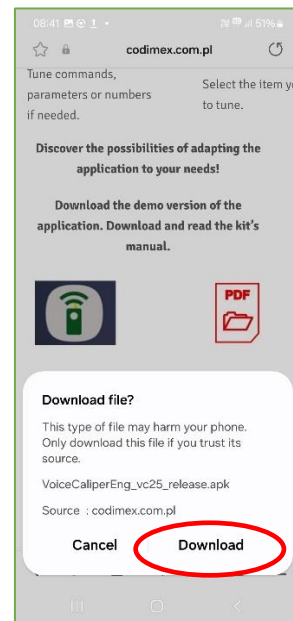 08:41
51%
codimex.com.pl
Tune commands,
parameters or numbers
if needed.
Select the item yo
to tune.
Discover the possibilities of adapting the
application to your needs!
Download the demo version of the
application. Download and read the kit's
manual.
PDF
Download file?
This type of file may harm your phone.
Only download this file if you trust its
source.
VoiceCaliperEng_vc25_release.apk
Source : codimex.com.pl
Cancel Download